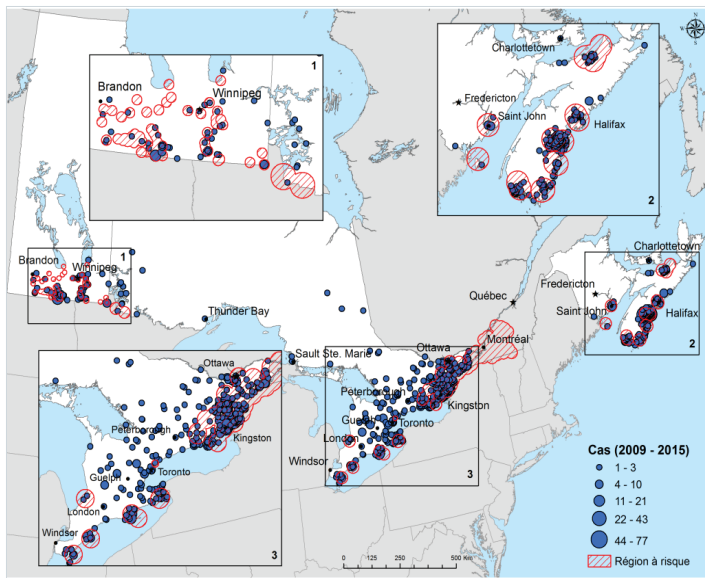 1
Brandon
Winnipeg
Charlottetown
Fredericton
Saint John
Halifax
2
N
W
E
S
Brandon
1
Winnipeg
Thunder Bay
Québec
Charlottetown
Fredericton
Saint John
Halifax
2
Sault Ste. Marie
Ottawa
Montréal
Peterborough
Kingston
Guelph
Toronto
London
Windsor
3
Ottawa
Peterborough
Kingston
Guelph
Toronto
London
Windsor
3
Cas (2009 - 2015)
1 - 3
4 - 10
11 - 21
22 - 43
44 - 77
Région à risque
0 250 500 Km